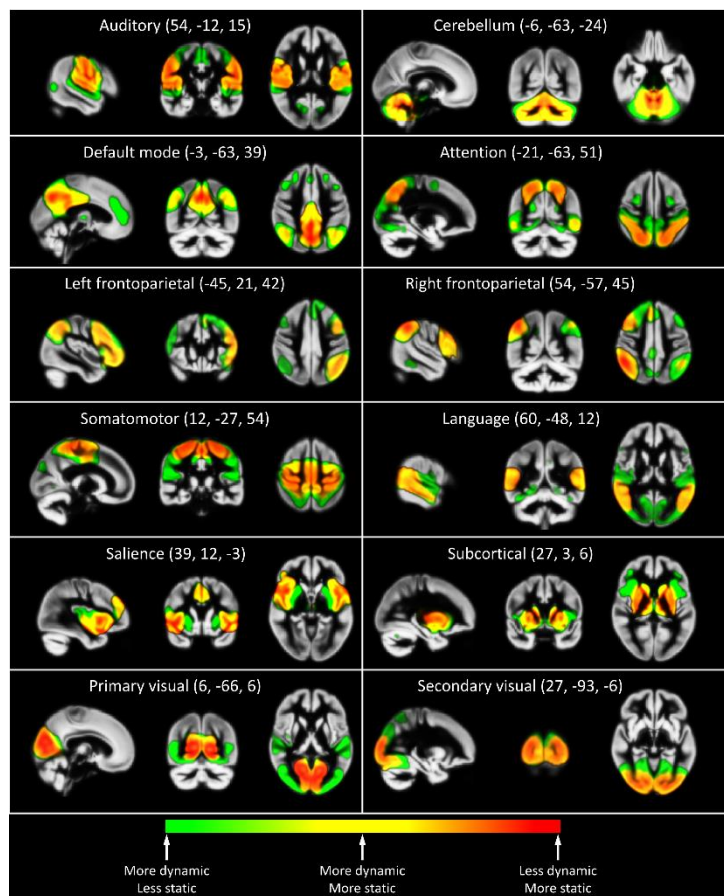 Auditory (54, -12, 15)
Cerebellum (-6, -63, -24)
Default mode (-3, -63, 39)
Attention (-21, -63, 51)
Left frontoparietal (-45, 21, 42)
Right frontoparietal (54, -57, 45)
Somatomotor (12, -27, 54)
Language (60, -48, 12)
Salience (39, 12, -3)
Subcortical (27, 3, 6)
Primary visual (6, -66, 6)
Secondary visual (27, -93, -6)
More dynamic
Less static
More dynamic
More static
Less dynamic
More static